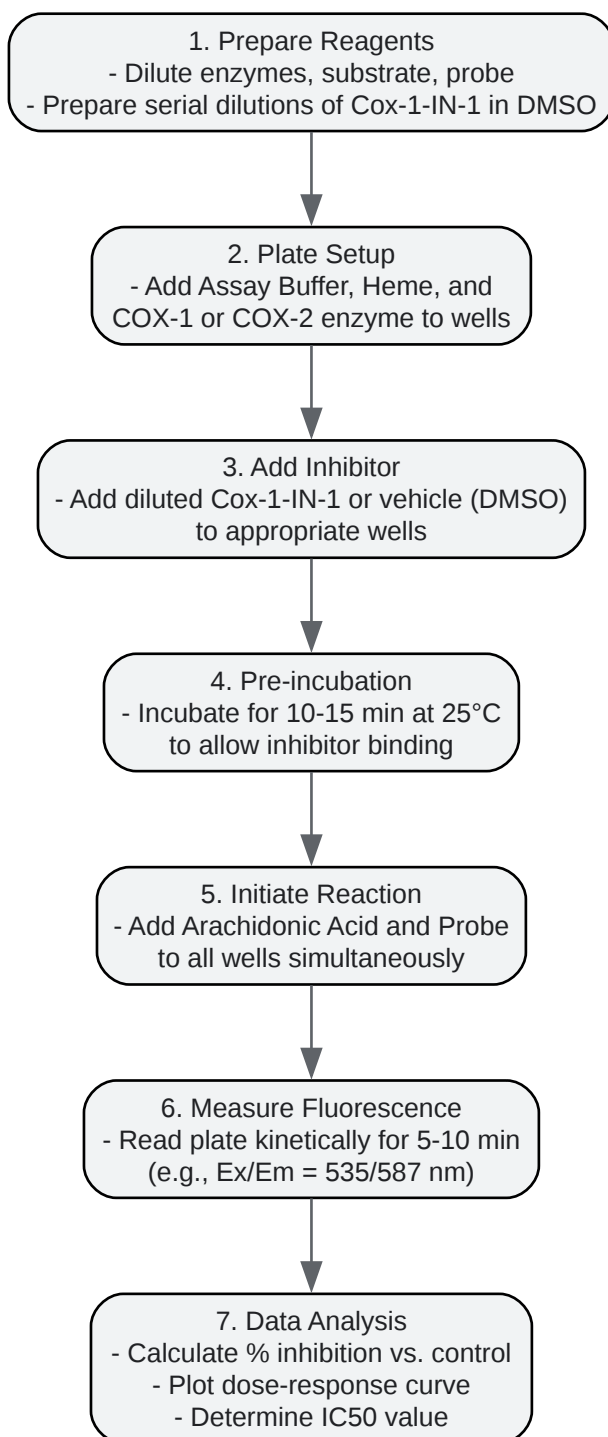 1. Prepare Reagents
- Dilute enzymes, substrate, probe
- Prepare serial dilutions of Cox-1-IN-1 in DMSO
2. Plate Setup
- Add Assay Buffer, Heme, and
COX-1 or COX-2 enzyme to wells
3. Add Inhibitor
- Add diluted Cox-1-IN-1 or vehicle (DMSO)
to appropriate wells
4. Pre-incubation
- Incubate for 10-15 min at 25°C
to allow inhibitor binding
5. Initiate Reaction
- Add Arachidonic Acid and Probe
to all wells simultaneously
6. Measure Fluorescence
- Read plate kinetically for 5-10 min
(e.g., Ex/Em = 535/587 nm)
7. Data Analysis
- Calculate % inhibition vs. control
- Plot dose-response curve
- Determine IC50 value